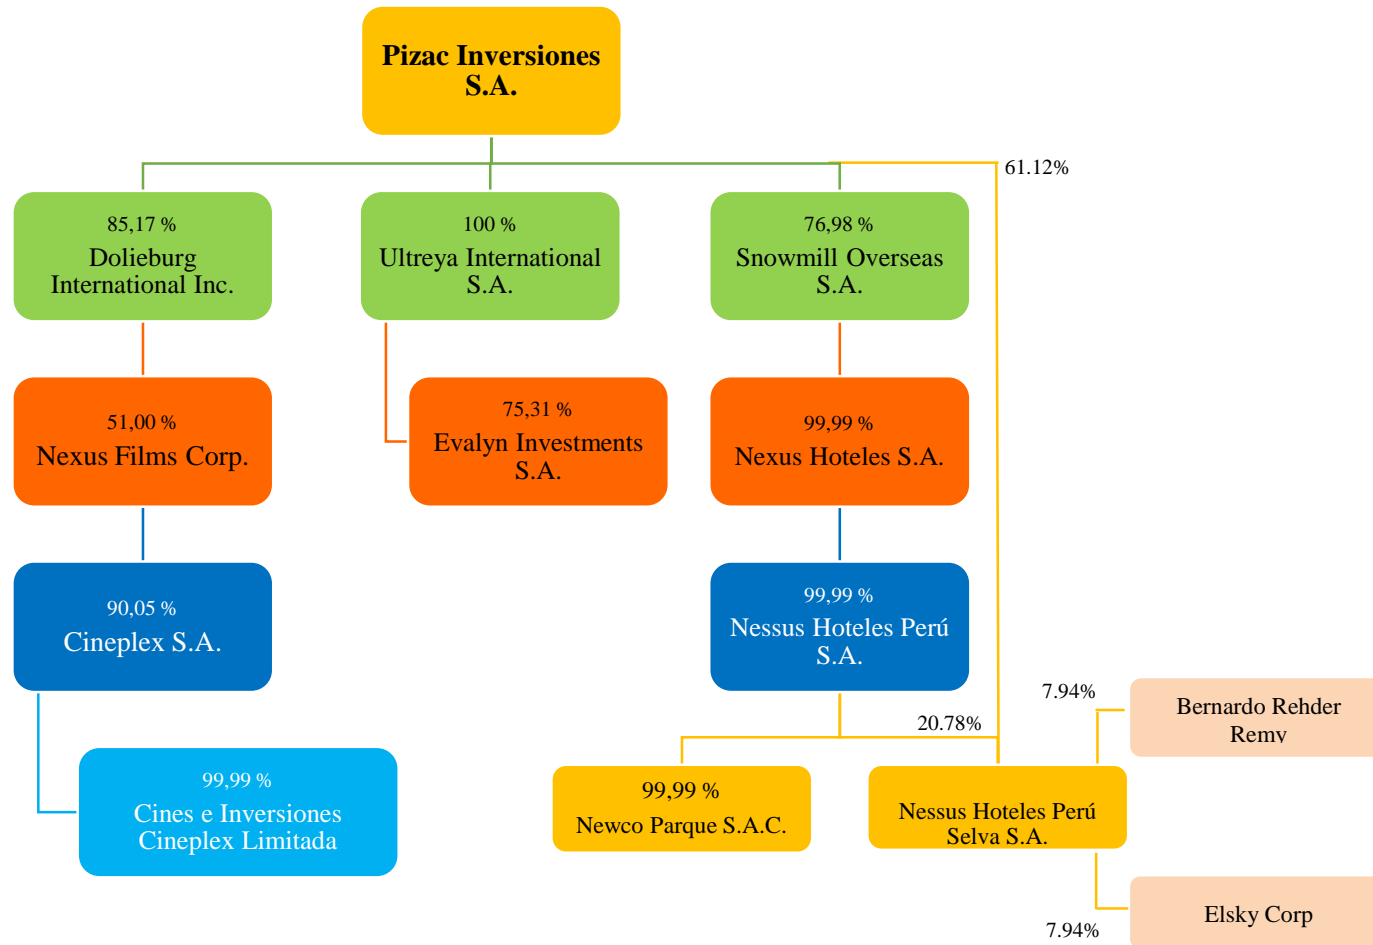 Pizac Inversiones
S.A.
61.12%
85,17 %
Dolieburg
International Inc.
100 %
Ultreya International
S.A.
76,98 %
Snowmill Overseas
S.A.
51,00 %
Nexus Films Corp.
75,31 %
Evalyn Investments
S.A.
99,99 %
Nexus Hoteles S.A.
90,05 %
Cineplex S.A.
99,99 %
Nessus Hoteles Perú
S.A.
7.94%
Bernardo Rehder
Remy
20.78%
99,99 %
Cines e Inversiones
Cineplex Limitada
99,99 %
Newco Parque S.A.C.
Nessus Hoteles Perú
Selva S.A.
Elsky Corp
7.94%